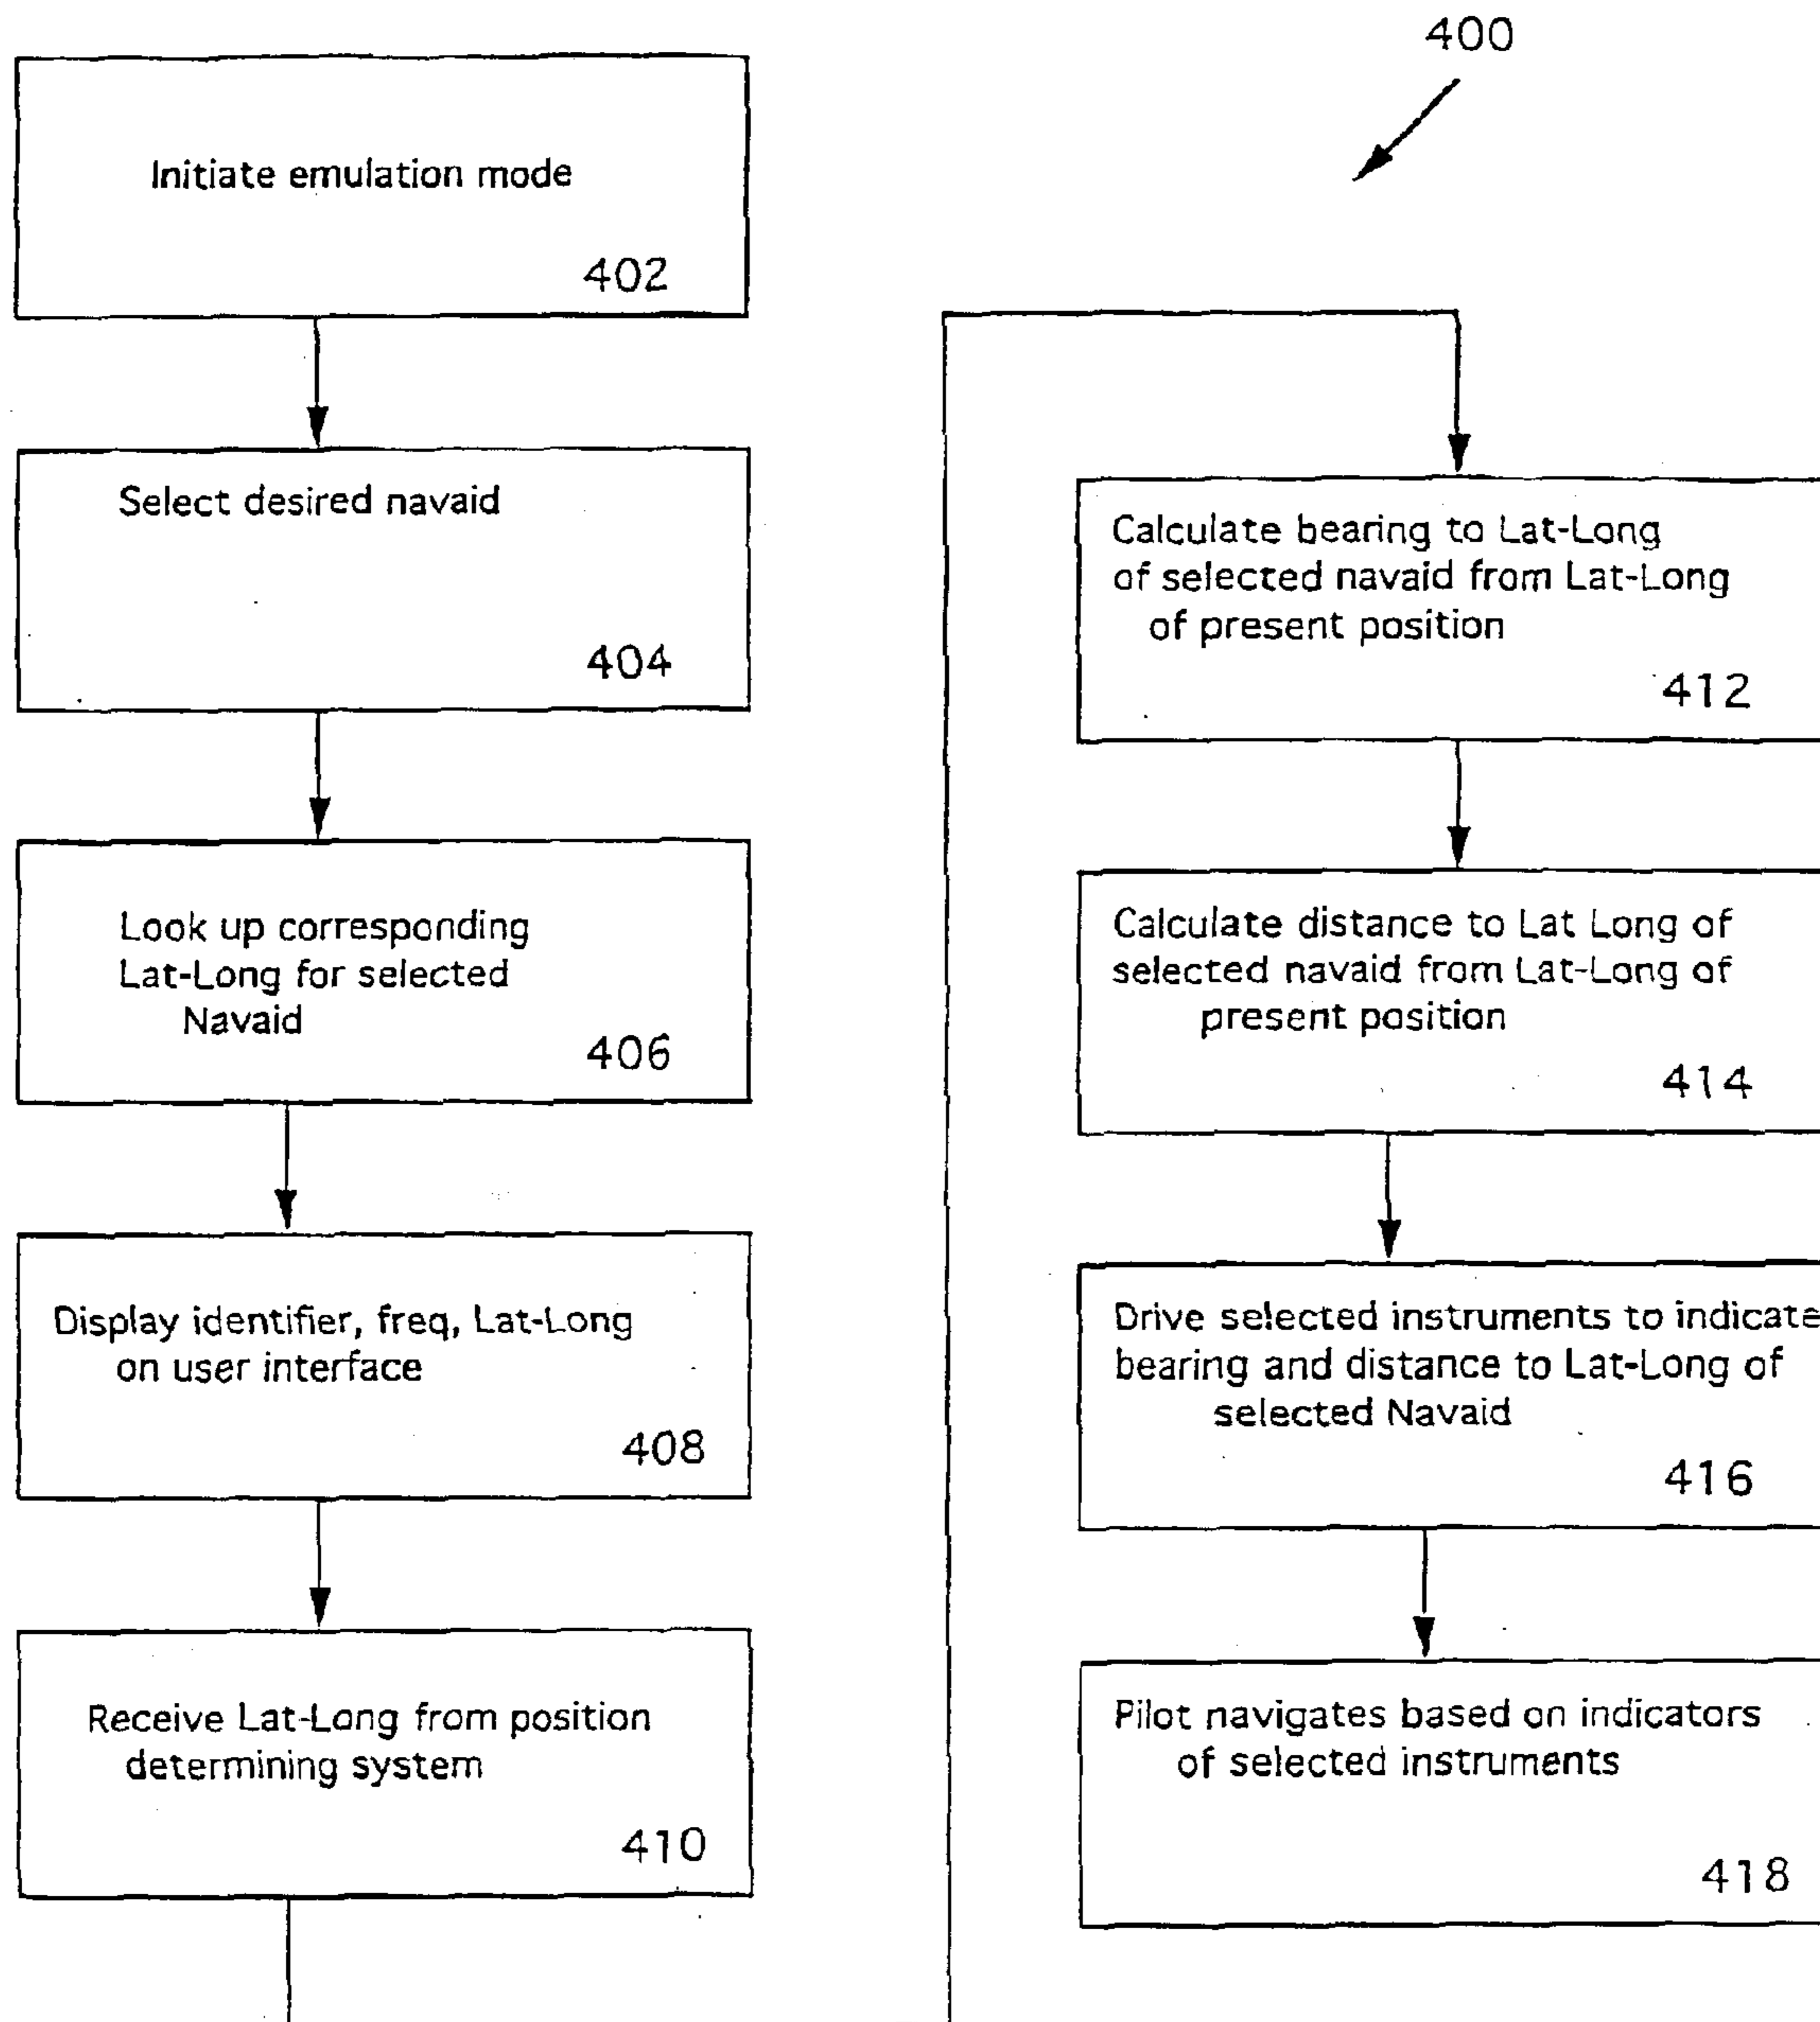 400
Initiate emulation mode
402
Select desired navaid
404
Look up corresponding
Lat-Long for selected
Navaid
406
Display identifier, freq, Lat-Long
on user interface
408
Receive Lat-Long from position
determining system
410
Calculate bearing to Lat-Long
of selected navaid from Lat-Long
of present position
412
Calculate distance to Lat Long of
selected navaid from Lat-Long of
present position
414
Drive selected instruments to indicate
bearing and distance to Lat-Long of
selected Navaid
416
Pilot navigates based on indicators
of selected instruments
418